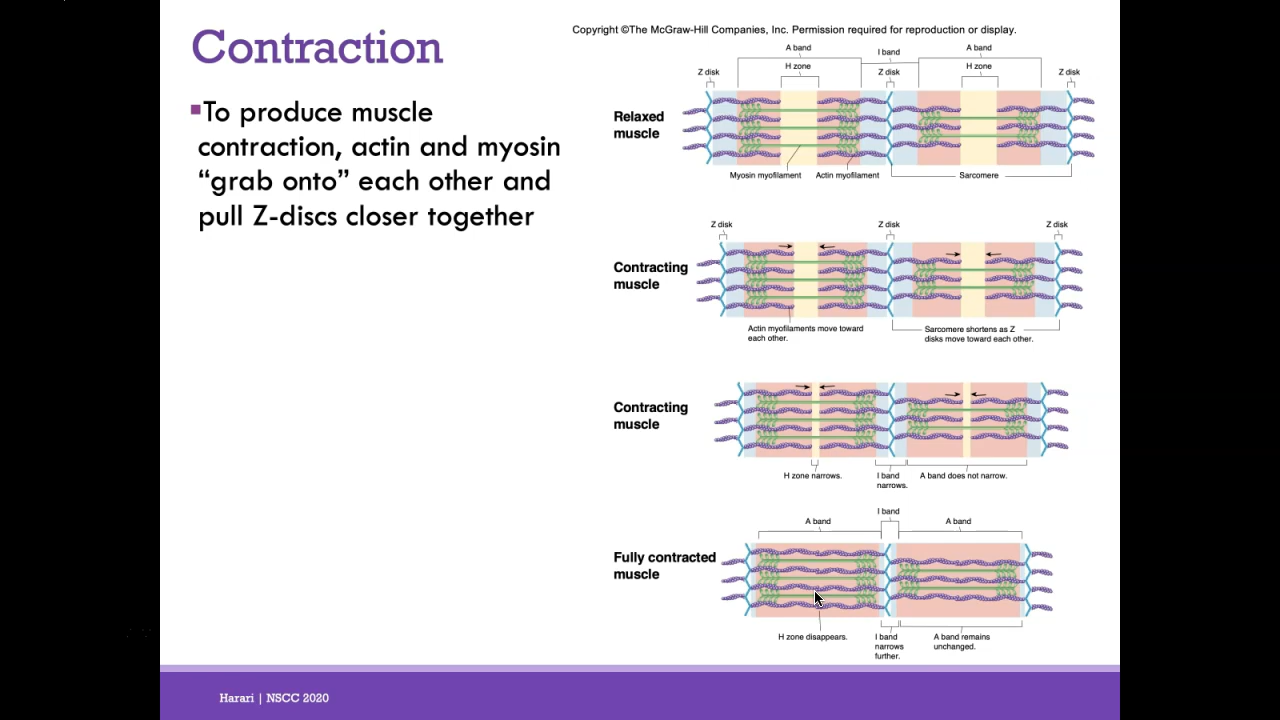 Contraction
▪To produce muscle
contraction, actin and myosin
“grab onto” each other and
pull Z-discs closer together
Copyright ©The McGraw-Hill Companies, Inc. Permission required for reproduction or display.
A band
I band
A band
H zone
H zone
Z disk
Z disk
Z disk
Relaxed
muscle
Myosin myofilament
Actin myofilament
Sarcomere
Z disk
Z disk
Z disk
Contracting
muscle
Actin myofilaments move toward
each other.
Sarcomere shortens as Z
disks move toward each other.
Contracting
muscle
H zone narrows.
I band
narrows.
A band does not narrow.
I band
A band
A band
Fully contracted
muscle
H zone disappears.
I band
narrows
further.
A band remains
unchanged.
Harari | NSCC 2020